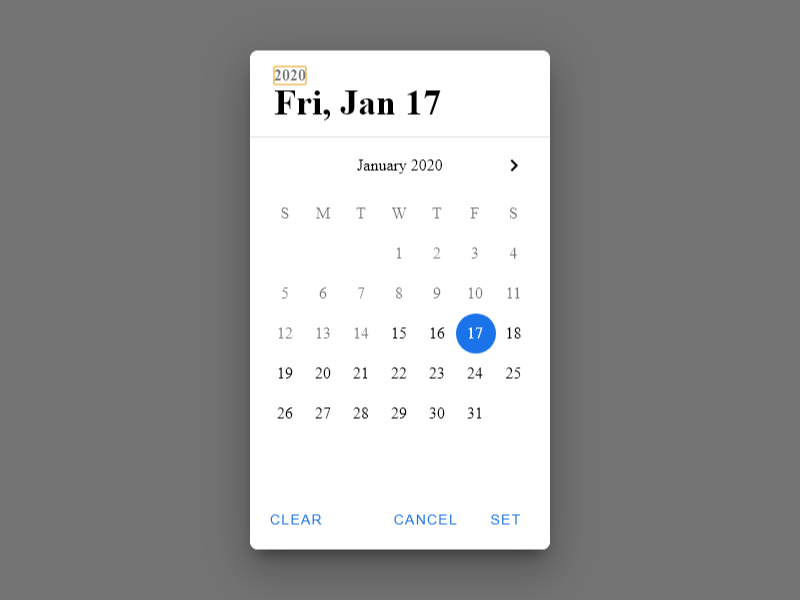 2020
Fri, Jan 17
January 2020
S M T W T F S
1 2 3 4
5 6 7 8 9 10 11
12 13 14 15 16 17 18
19 20 21 22 23 24 25
26 27 28 29 30 31
CLEAR CANCEL SET